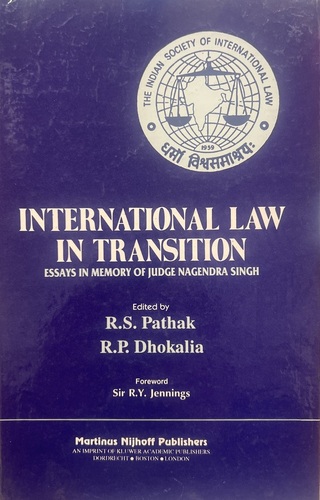 THE INDIAN SOCIETY OF INTERNATIONAL LAW
1959
धर्मो विश्वसमाश्रयः
INTERNATIONAL LAW
IN TRANSITION
ESSAYS IN MEMORY OF JUDGE NAGENDRA SINGH
Edited by
R.S. Pathak
R.P. Dhokalia
Foreword
Sir R.Y. Jennings
Martinus Nijhoff Publishers
AN IMPRINT OF KLUWER ACADEMIC PUBLISHERS
DORDRECHT • BOSTON • LONDON